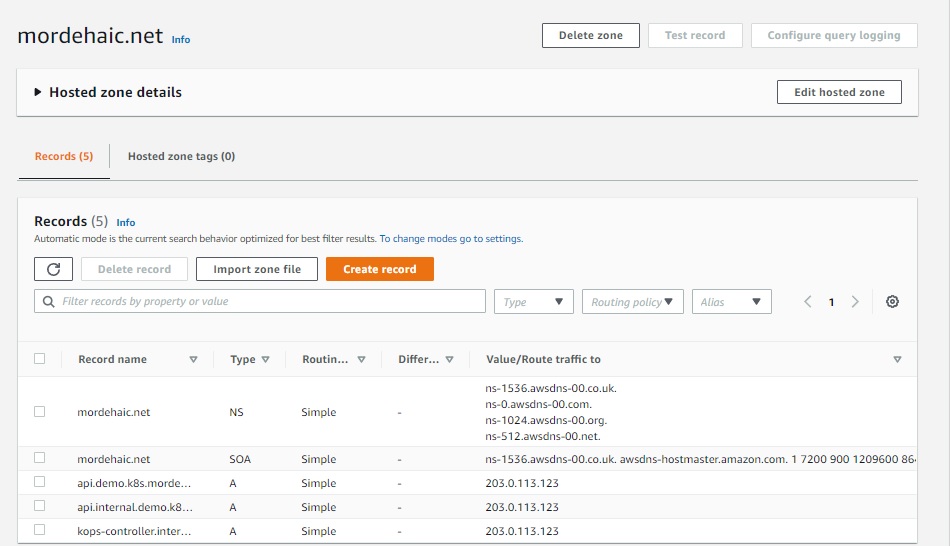 mordehaic.net Info
Delete zone Test record Configure query logging
Hosted zone details Edit hosted zone
Records (5) Hosted zone tags (0)
Records (5) Info
Automatic mode is the current search behavior optimized for best filter results. To change modes go to settings.
Delete record Import zone file Create record
Filter records by property or value Type Routing policy Alias 1
Record name Type Routin... Differ... Value/Route traffic to
mordehaic.net NS Simple - ns-1536.awsdns-00.co.uk.
ns-0.awsdns-00.com.
ns-1024.awsdns-00.org.
ns-512.awsdns-00.net.
mordehaic.net SOA Simple - ns-1536.awsdns-00.co.uk. awsdns-hostmaster.amazon.com. 1 7200 900 1209600 864
api.demo.k8s.morde... A Simple - 203.0.113.123
api.internal.demo.k8... A Simple - 203.0.113.123
kops-controller.inter... A Simple - 203.0.113.123